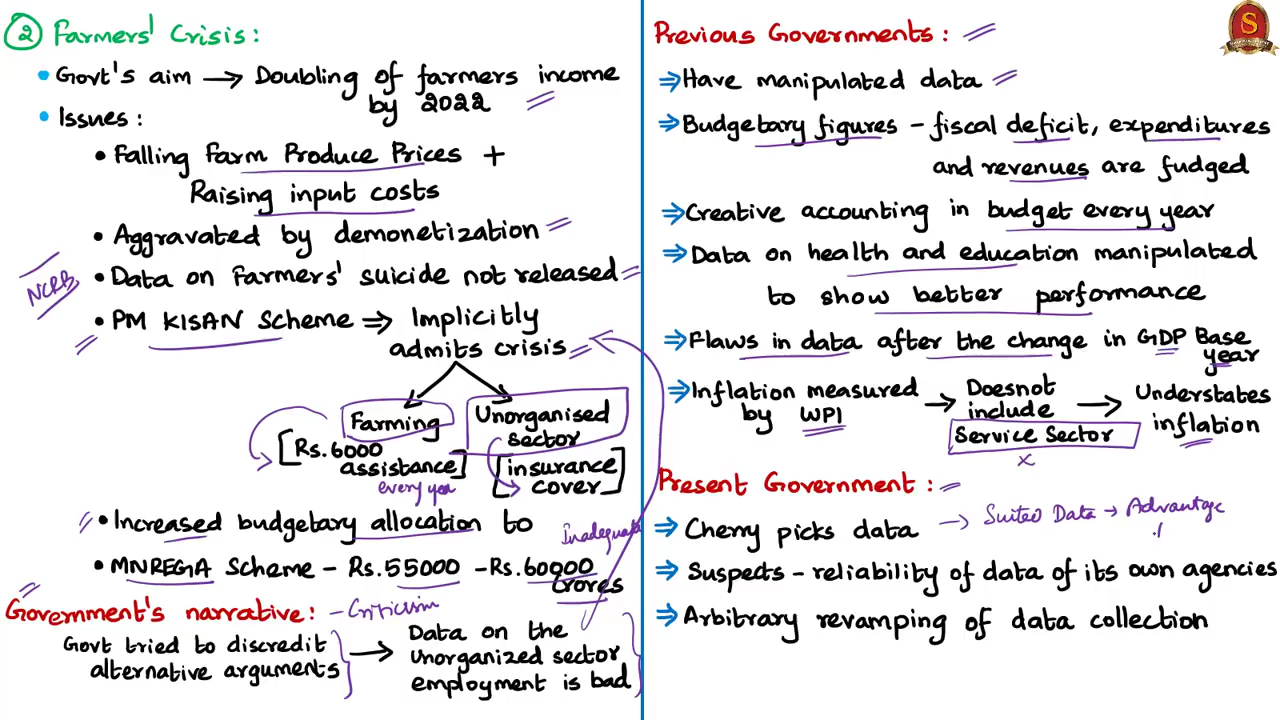 2 Farmers' Crisis:
• Govt's aim → Doubling of farmers income
by 2022
• Issues:
• Falling Farm Produce Prices +
Raising input costs
• Aggravated by demonetization
NCRB
• Data on Farmers' suicide not released
• PM KISAN Scheme ⇒ Implicitly
admits crisis
Farming
Unorganised
sector
[Rs.6000
assistance]
every year
[insurance
cover]
• Increased budgetary allocation to
Inadequate
• MNREGA Scheme - Rs.55000 - Rs.60000
Crores
Government's narrative: - Criticism
Govt tried to discredit
alternative arguments
→ Data on the
unorganized sector
employment is bad
Previous Governments:
⇒ Have manipulated data
⇒ Budgetary figures - fiscal deficit, expenditures
and revenues are fudged
⇒ Creative accounting in budget every year
⇒ Data on health and education manipulated
to show better performance
⇒ Flaws in data after the change in GDP Base
year
⇒ Inflation measured
by WPI
→ Doesnot
include
Service Sector
x
→ Understates
inflation
Present Government:
⇒ Cherry picks data → Suited Data → Advantage
⇒ Suspects - reliability of data of its own agencies
⇒ Arbitrary revamping of data collection
S